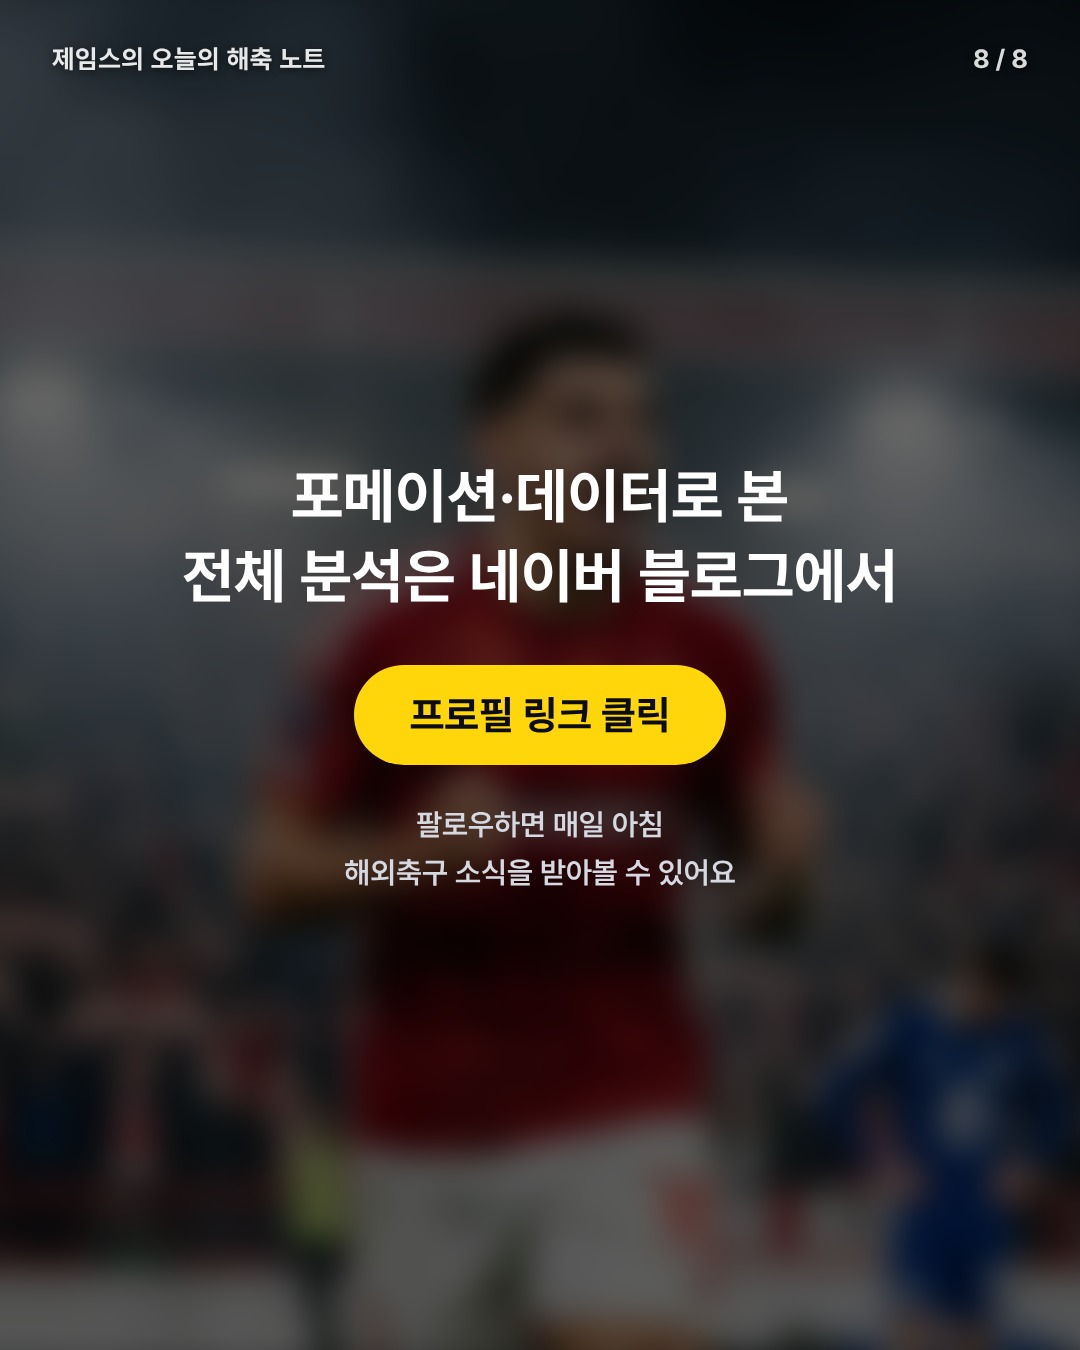 제임스의 오늘의 해축 노트
8 / 8
포메이션·데이터로 본
전체 분석은 네이버 블로그에서
프로필 링크 클릭
팔로우하면 매일 아침
해외축구 소식을 받아볼 수 있어요